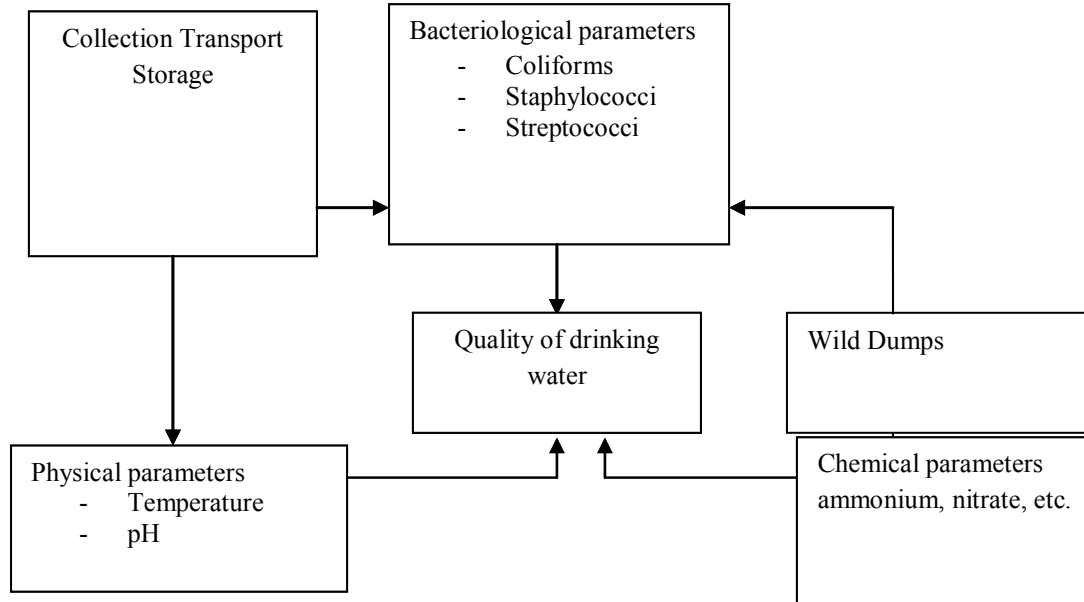 Collection Transport
Storage
Bacteriological parameters
- Coliforms
- Staphylococci
- Streptococci
Quality of drinking
water
Wild Dumps
Physical parameters
- Temperature
- pH
Chemical parameters
ammonium, nitrate, etc.